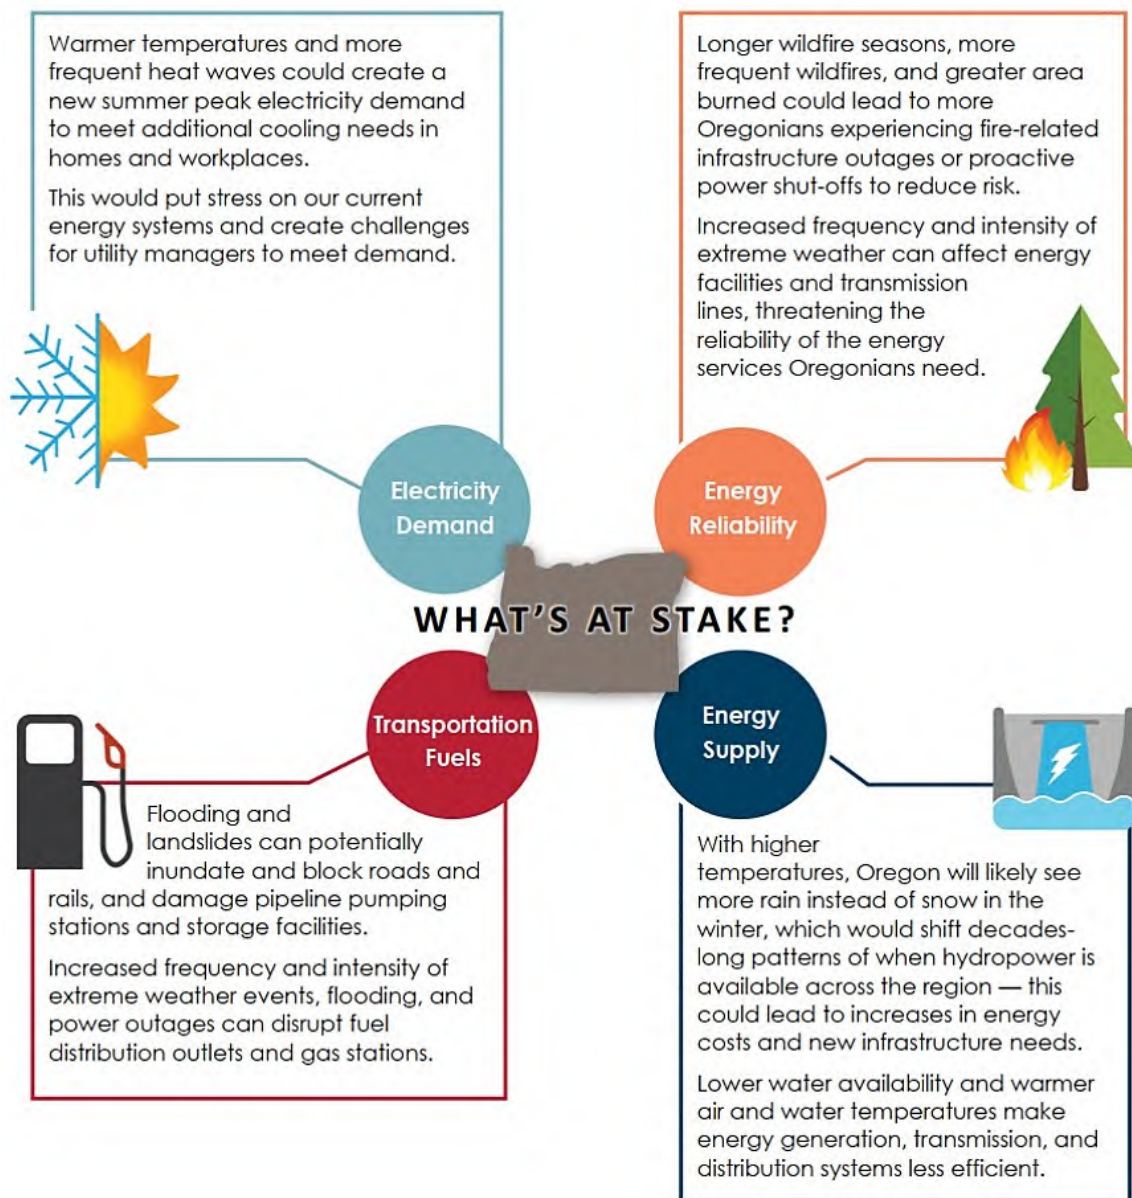 Warmer temperatures and more
frequent heat waves could create a
new summer peak electricity demand
to meet additional cooling needs in
homes and workplaces.
This would put stress on our current
energy systems and create challenges
for utility managers to meet demand.
Electricity
Demand
Longer wildfire seasons, more
frequent wildfires, and greater area
burned could lead to more
Oregonians experiencing fire-related
infrastructure outages or proactive
power shut-offs to reduce risk.
Increased frequency and intensity of
extreme weather can affect energy
facilities and transmission
lines, threatening the
reliability of the energy
services Oregonians need.
Energy
Reliability
WHAT'S AT STAKE?
Transportation
Fuels
Flooding and
landslides can potentially
inundate and block roads and
rails, and damage pipeline pumping
stations and storage facilities.
Increased frequency and intensity of
extreme weather events, flooding, and
power outages can disrupt fuel
distribution outlets and gas stations.
Energy
Supply
With higher
temperatures, Oregon will likely see
more rain instead of snow in the
winter, which would shift decades-
long patterns of when hydropower is
available across the region — this
could lead to increases in energy
costs and new infrastructure needs.
Lower water availability and warmer
air and water temperatures make
energy generation, transmission, and
distribution systems less efficient.